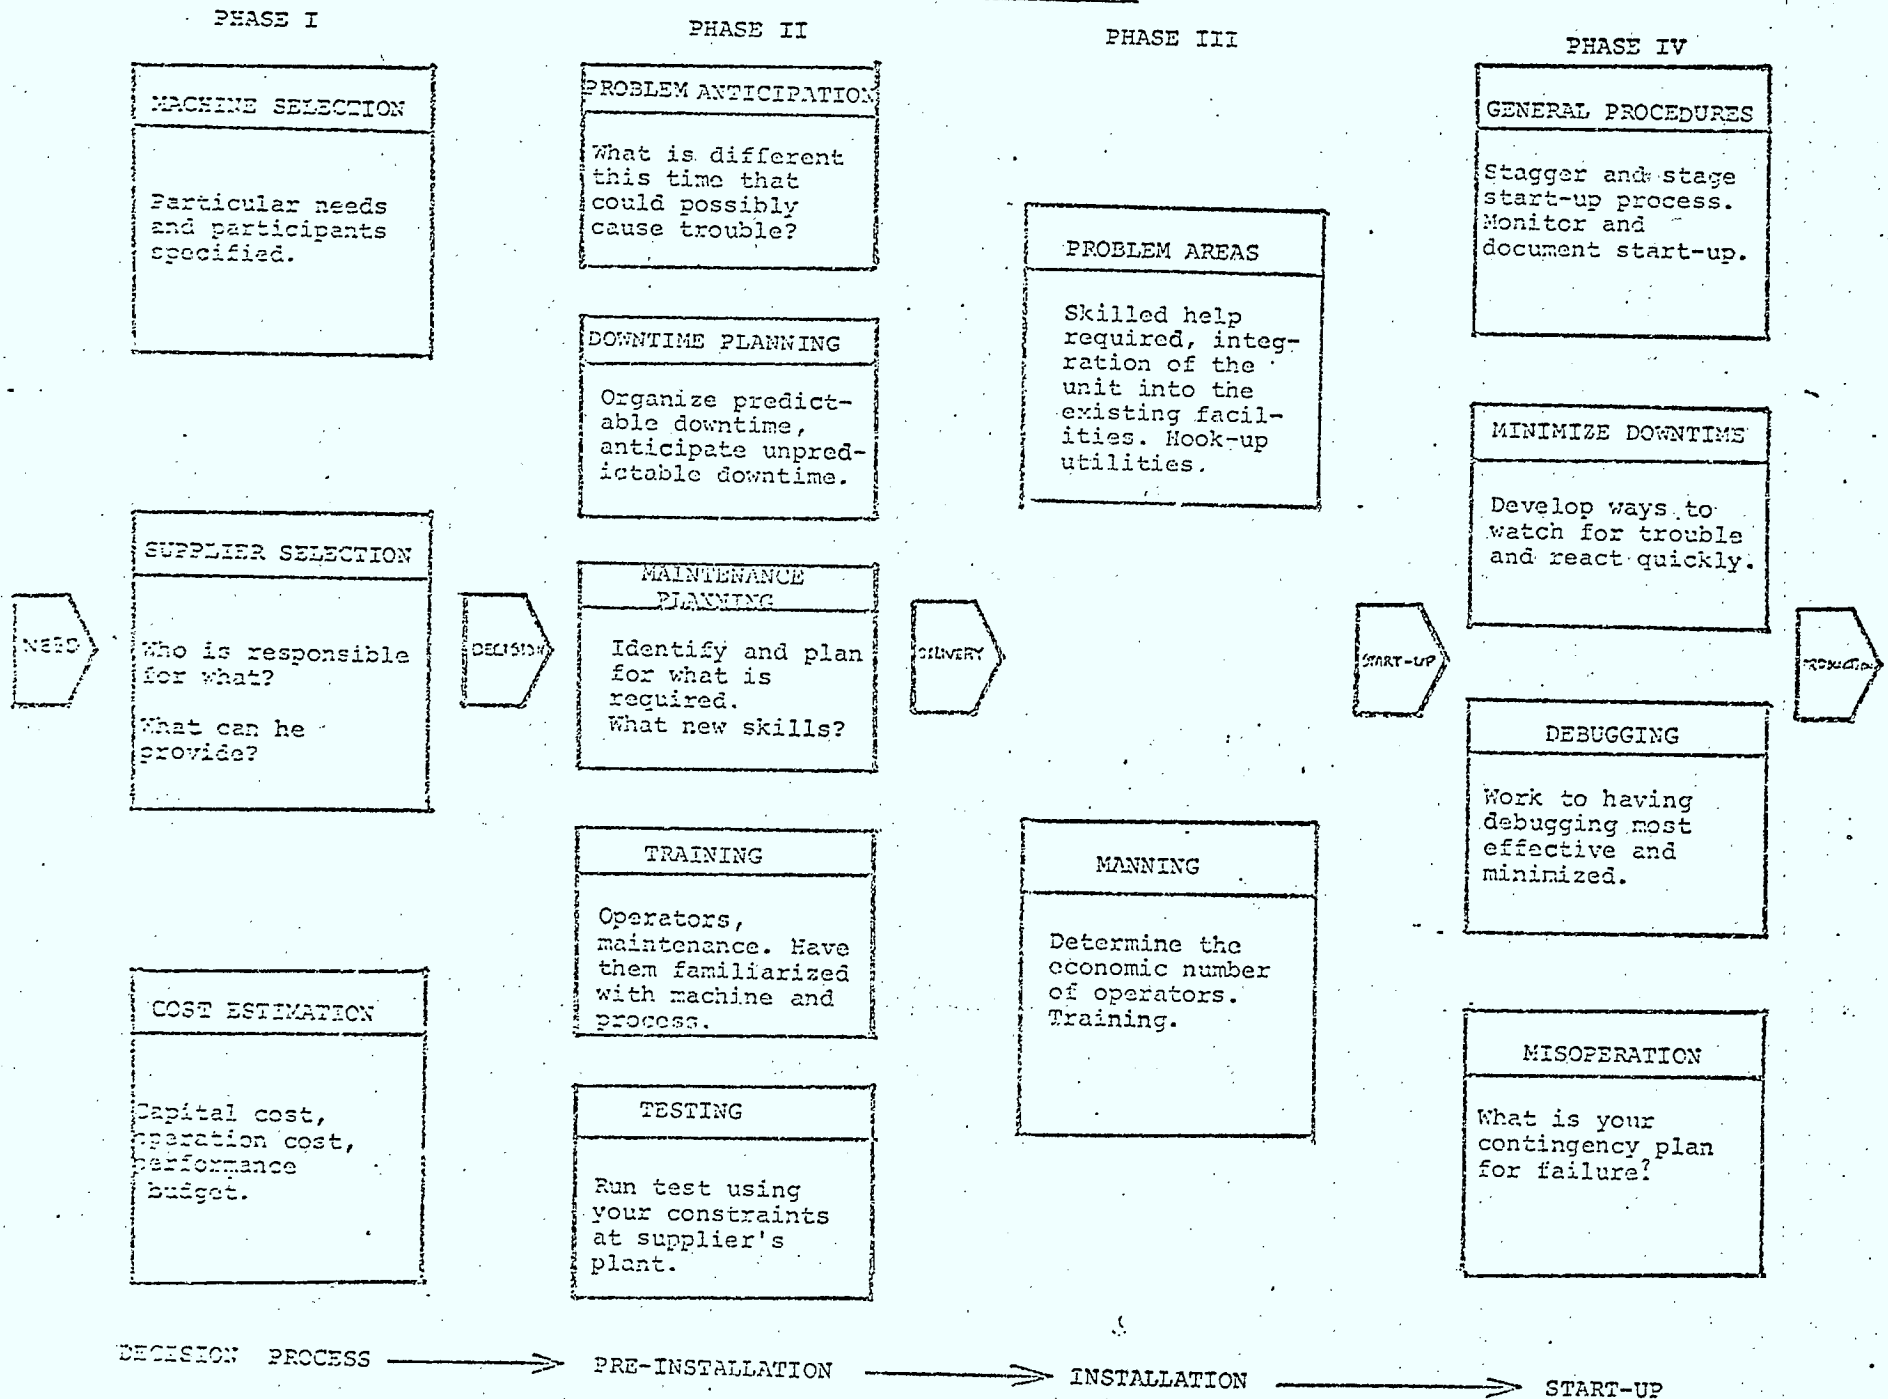 PHASE I
MACHINE SELECTION
Particular needs
and participants
specified.
SUPPLIER SELECTION
Who is responsible
for what?
What can he
provide?
COST ESTIMATION
Capital cost,
operation cost,
performance
budget.
NEED
DECISION
PHASE II
PROBLEM ANTICIPATION
What is different
this time that
could possibly
cause trouble?
DOWNTIME PLANNING
Organize predict-
able downtime,
anticipate unpred-
ictable downtime.
MAINTENANCE
PLANNING
Identify and plan
for what is
required.
What new skills?
TRAINING
Operators,
maintenance. Have
them familiarized
with machine and
process.
TESTING
Run test using
your constraints
at supplier's
plant.
DELIVERY
PHASE III
PROBLEM AREAS
Skilled help
required, integ-
ration of the
unit into the
existing facil-
ities. Hook-up
utilities.
MANNING
Determine the
economic number
of operators.
Training.
START-UP
PHASE IV
GENERAL PROCEDURES
Stagger and stage
start-up process.
Monitor and
document start-up.
MINIMIZE DOWNTIME
Develop ways to
watch for trouble
and react quickly.
DEBUGGING
Work to having
debugging most
effective and
minimized.
MISOPERATION
What is your
contingency plan
for failure?
PRODUCTION
DECISION PROCESS
PRE-INSTALLATION
INSTALLATION
START-UP